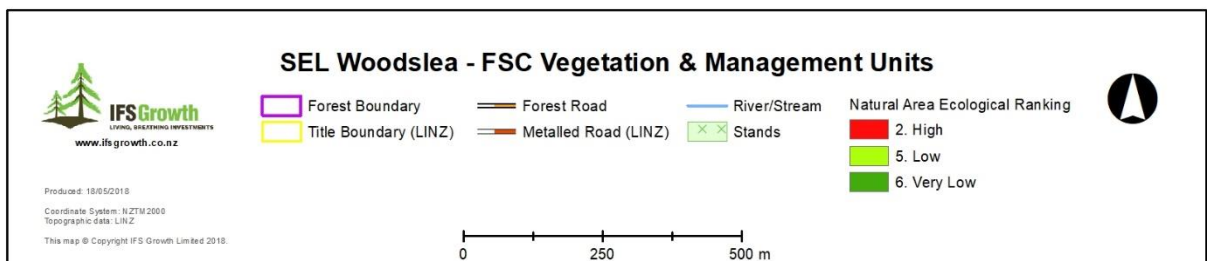 SEL Woodslea - FSC Vegetation & Management Units
IFSGrowth
LIVING, BREATHING INVESTMENTS
www.ifsgrowth.co.nz
Forest Boundary
Title Boundary (LINZ)
Forest Road
Metalled Road (LINZ)
River/Stream
Stands
Natural Area Ecological Ranking
2. High
5. Low
6. Very Low
Produced: 18/05/2018
Coordinate System: NZTM2000
Topographic data: LINZ
This map © Copyright IFS Growth Limited 2018.
0 250 500 m